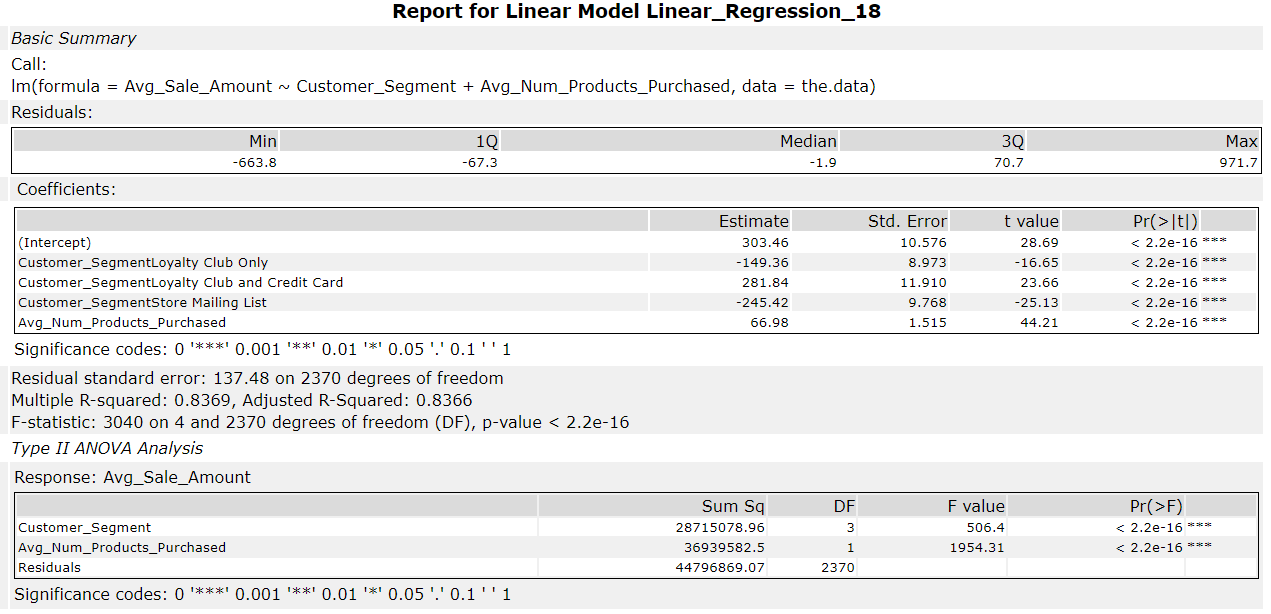 Report for Linear Model Linear_Regression_18
Basic Summary
Call:
lm(formula = Avg_Sale_Amount ~ Customer_Segment + Avg_Num_Products_Purchased, data = the.data)
Residuals:
Min 1Q Median 3Q Max
-663.8 -67.3 -1.9 70.7 971.7
Coefficients:
Estimate Std. Error t value Pr(>|t|)
(Intercept) 303.46 10.576 28.69 < 2.2e-16 ***
Customer_SegmentLoyalty Club Only -149.36 8.973 -16.65 < 2.2e-16 ***
Customer_SegmentLoyalty Club and Credit Card 281.84 11.910 23.66 < 2.2e-16 ***
Customer_SegmentStore Mailing List -245.42 9.768 -25.13 < 2.2e-16 ***
Avg_Num_Products_Purchased 66.98 1.515 44.21 < 2.2e-16 ***
Significance codes: 0 '***' 0.001 '**' 0.01 '*' 0.05 '.' 0.1 ' ' 1
Residual standard error: 137.48 on 2370 degrees of freedom
Multiple R-squared: 0.8369, Adjusted R-Squared: 0.8366
F-statistic: 3040 on 4 and 2370 degrees of freedom (DF), p-value < 2.2e-16
Type II ANOVA Analysis
Response: Avg_Sale_Amount
Sum Sq DF F value Pr(>F)
Customer_Segment 28715078.96 3 506.4 < 2.2e-16 ***
Avg_Num_Products_Purchased 36939582.5 1 1954.31 < 2.2e-16 ***
Residuals 44796869.07 2370
Significance codes: 0 '***' 0.001 '**' 0.01 '*' 0.05 '.' 0.1 ' ' 1